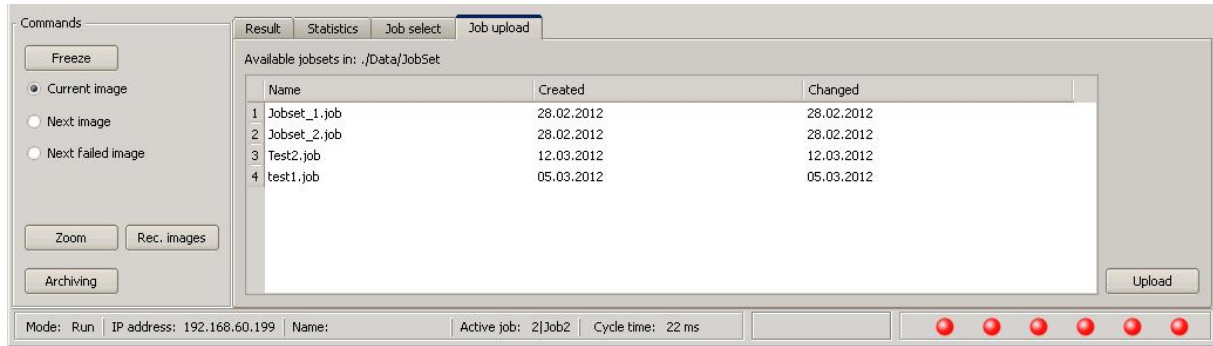 Commands
Freeze
Current image
Next image
Next failed image
Zoom Rec. images
Archiving
Result Statistics Job select Job upload
Available jobsets in: ./Data/JobSet
Name Created Changed
1 Jobset_1.job 28.02.2012 28.02.2012
2 Jobset_2.job 28.02.2012 28.02.2012
3 Test2.job 12.03.2012 12.03.2012
4 test1.job 05.03.2012 05.03.2012
Upload
Mode: Run IP address: 192.168.60.199 Name: Active job: 2|Job2 Cycle time: 22 ms